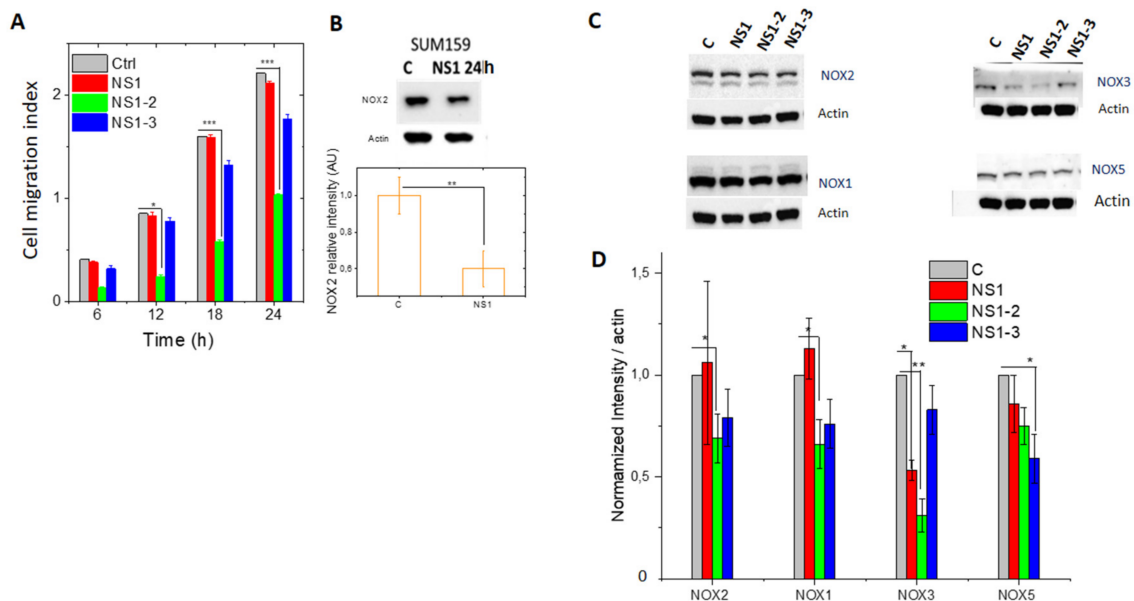 A
Ctrl
NS1
NS1-2
NS1-3
***
***
*
2
1
0
Cell migration index
6 12 18 24
Time (h)
B
SUM159
C NS1 24h
NOX2
Actin
**
1,0
0,8
0,6
NOX2 relative intensity (AU)
C NS1
C
C NS1 NS1-2 NS1-3
NOX2
Actin
NOX1
Actin
C NS1 NS1-2 NS1-3
NOX3
Actin
NOX5
Actin
D
C
NS1
NS1-2
NS1-3
1,5
1,0
0,5
0
Normamized Intensity / actin
* * * ** *
NOX2 NOX1 NOX3 NOX5